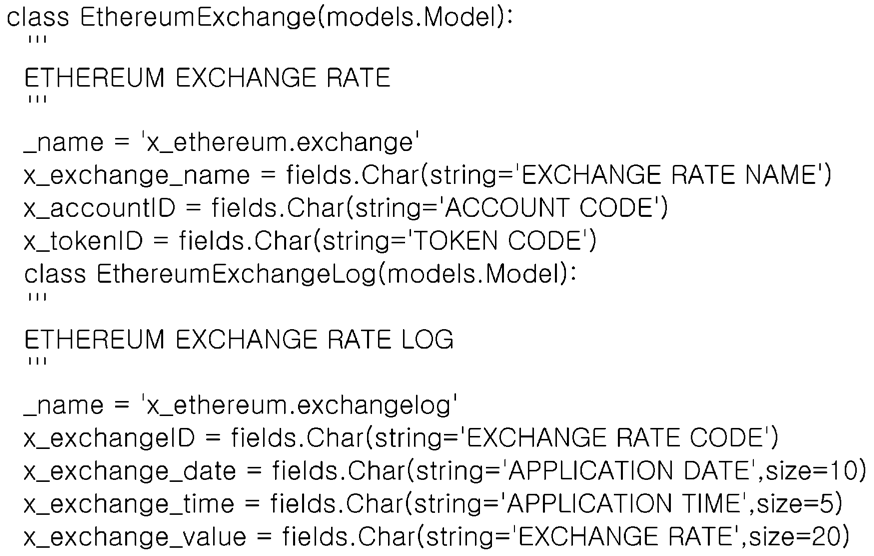 class EthereumExchange(models.Model):
'''
ETHEREUM EXCHANGE RATE
'''
_name = 'x_ethereum.exchange'
x_exchange_name = fields.Char(string='EXCHANGE RATE NAME')
x_accountID = fields.Char(string='ACCOUNT CODE')
x_tokenID = fields.Char(string='TOKEN CODE')
class EthereumExchangeLog(models.Model):
'''
ETHEREUM EXCHANGE RATE LOG
'''
_name = 'x_ethereum.exchangelog'
x_exchangeID = fields.Char(string='EXCHANGE RATE CODE')
x_exchange_date = fields.Char(string='APPLICATION DATE',size=10)
x_exchange_time = fields.Char(string='APPLICATION TIME',size=5)
x_exchange_value = fields.Char(string='EXCHANGE RATE',size=20)